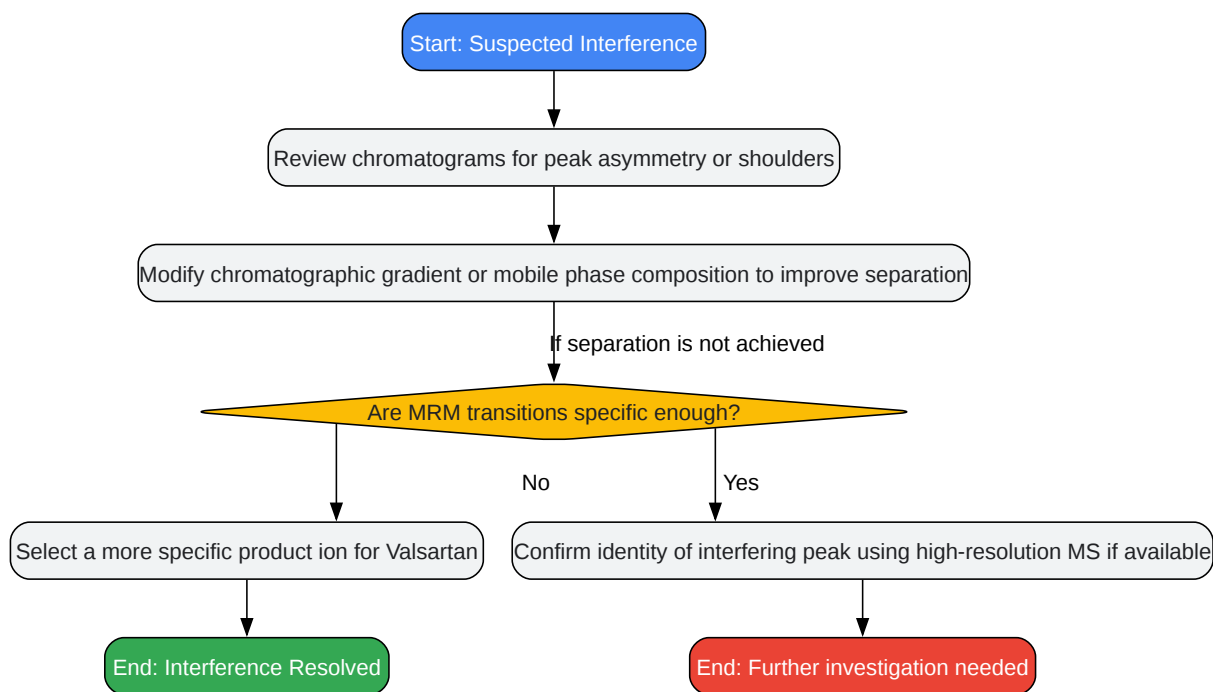 Start: Suspected Interference
Review chromatograms for peak asymmetry or shoulders
Modify chromatographic gradient or mobile phase composition to improve separation
If separation is not achieved
Are MRM transitions specific enough?
No
Yes
Select a more specific product ion for Valsartan
Confirm identity of interfering peak using high-resolution MS if available
End: Interference Resolved
End: Further investigation needed